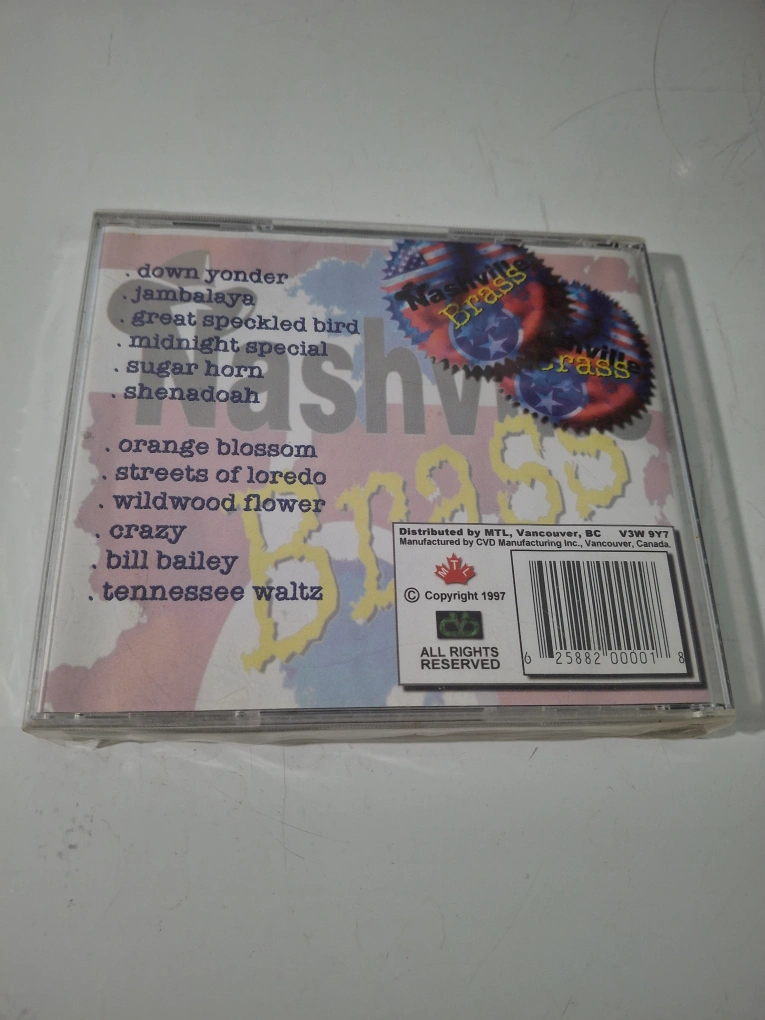 . down yonder
. jambalaya
. great speckled bird
. midnight special
. sugar horn
. shenadoah
. orange blossom
. streets of loredo
. wildwood flower
. crazy
. bill bailey
. tennessee waltz
Nashville
Brass
Nashville
Brass
Brass
Distributed by MTL, Vancouver, BC V3W 9Y7
Manufactured by CVD Manufacturing Inc., Vancouver, Canada.
MTL
© Copyright 1997
ALL RIGHTS
RESERVED
6 25882 00001 8